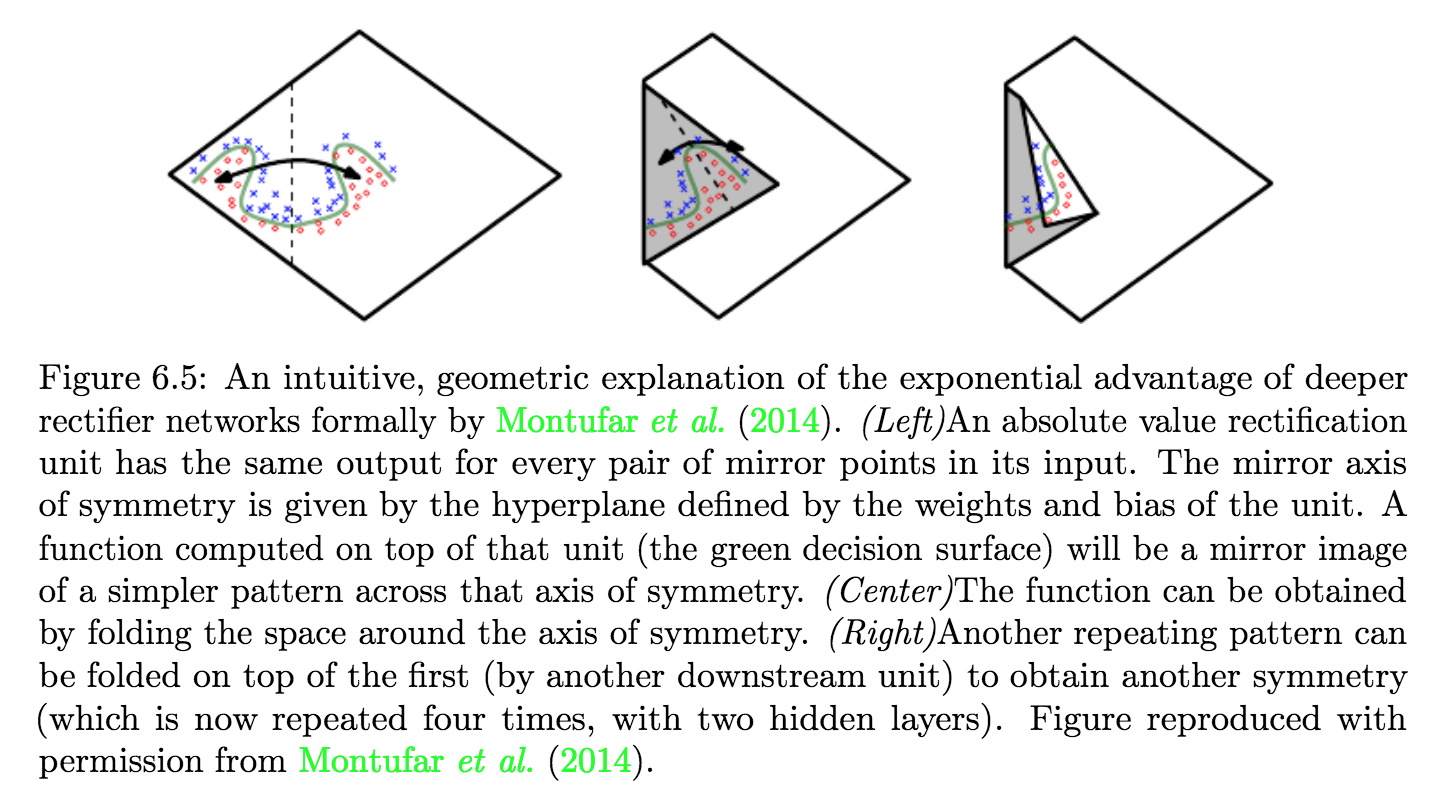 Figure 6.5: An intuitive, geometric explanation of the exponential advantage of deeper
rectifier networks formally by Montufar et al. (2014). (Left)An absolute value rectification
unit has the same output for every pair of mirror points in its input. The mirror axis
of symmetry is given by the hyperplane defined by the weights and bias of the unit. A
function computed on top of that unit (the green decision surface) will be a mirror image
of a simpler pattern across that axis of symmetry. (Center)The function can be obtained
by folding the space around the axis of symmetry. (Right)Another repeating pattern can
be folded on top of the first (by another downstream unit) to obtain another symmetry
(which is now repeated four times, with two hidden layers). Figure reproduced with
permission from Montufar et al. (2014).